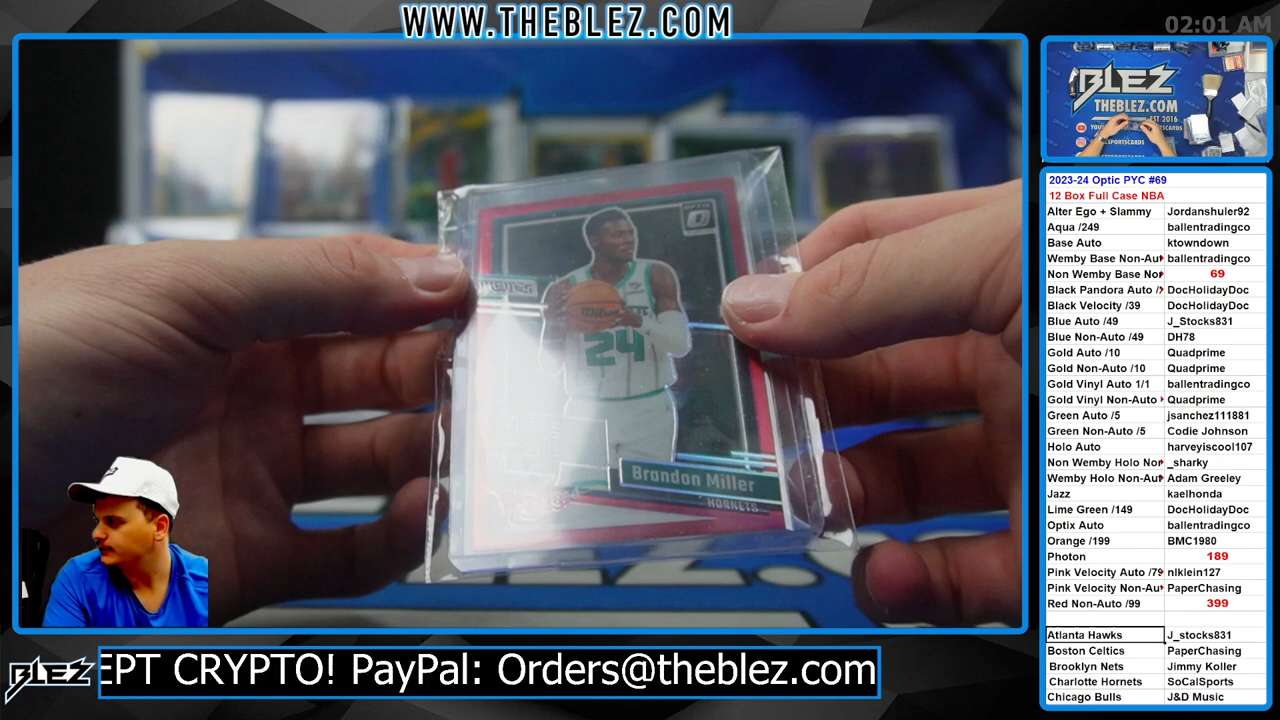 WWW.THEBLEZ.COM
02:01 AM
BLEZ
THEBLEZ.COM
EST 2016
OPTIC
24
Brandon Miller
HORNETS
2023-24 Optic PYC #69
12 Box Full Case NBA
Alter Ego + Slammy Jordanshuler92
Aqua /249 ballentradingco
Base Auto ktowndown
Wemby Base Non-Au ballentradingco
Non Wemby Base Nor 69
Black Pandora Auto / DocHolidayDoc
Black Velocity /39 DocHolidayDoc
Blue Auto /49 J_Stocks831
Blue Non-Auto /49 DH78
Gold Auto /10 Quadprime
Gold Non-Auto /10 Quadprime
Gold Vinyl Auto 1/1 ballentradingco
Gold Vinyl Non-Auto Quadprime
Green Auto /5 jsanchez111881
Green Non-Auto /5 Codie Johnson
Holo Auto harveyiscool107
Non Wemby Holo Nor _sharky
Wemby Holo Non-Aut Adam Greeley
Jazz kaelhonda
Lime Green /149 DocHolidayDoc
Optix Auto ballentradingco
Orange /199 BMC1980
Photon 189
Pink Velocity Auto /79 nlklein127
Pink Velocity Non-Au PaperChasing
Red Non-Auto /99 399
Atlanta Hawks J_stocks831
Boston Celtics PaperChasing
Brooklyn Nets Jimmy Koller
Charlotte Hornets SoCalSports
Chicago Bulls J&D Music
BLEZ
EPT CRYPTO! PayPal: Orders@theblez.com